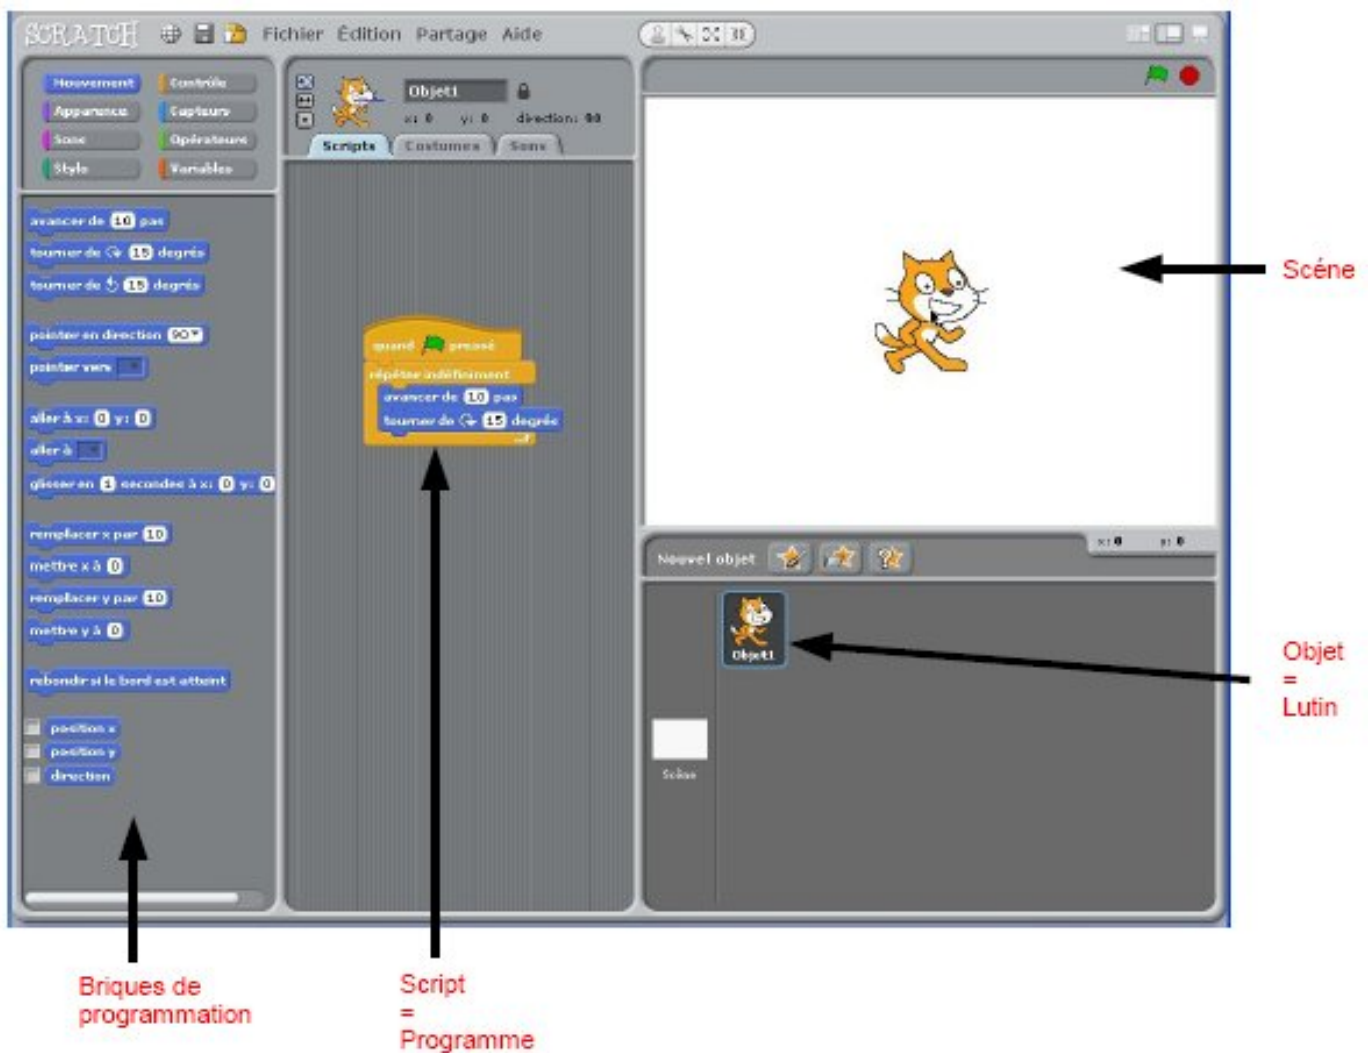 SCRATCH Fichier Édition Partage Aide
Mouvement Contrôle
Apparence Capteurs
Sons Opérateurs
Stylo Variables
Objet1
x: 0 y: 0 direction: 90
Scripts Costumes Sons
avancer de 10 pas
tourner de 15 degrés
tourner de 15 degrés
pointer en direction 90
pointer vers
aller à x: 0 y: 0
aller à
glisser en 1 secondes à x: 0 y: 0
remplacer x par 10
mettre x à 0
remplacer y par 10
mettre y à 0
rebondir si le bord est atteint
position x
position y
direction
quand pressé
répéter indéfiniment
avancer de 10 pas
tourner de 15 degrés
x: 0 y: 0
Nouvel objet
Objet1
Scène
Scéne
Objet
=
Lutin
Briques de
programmation
Script
=
Programme